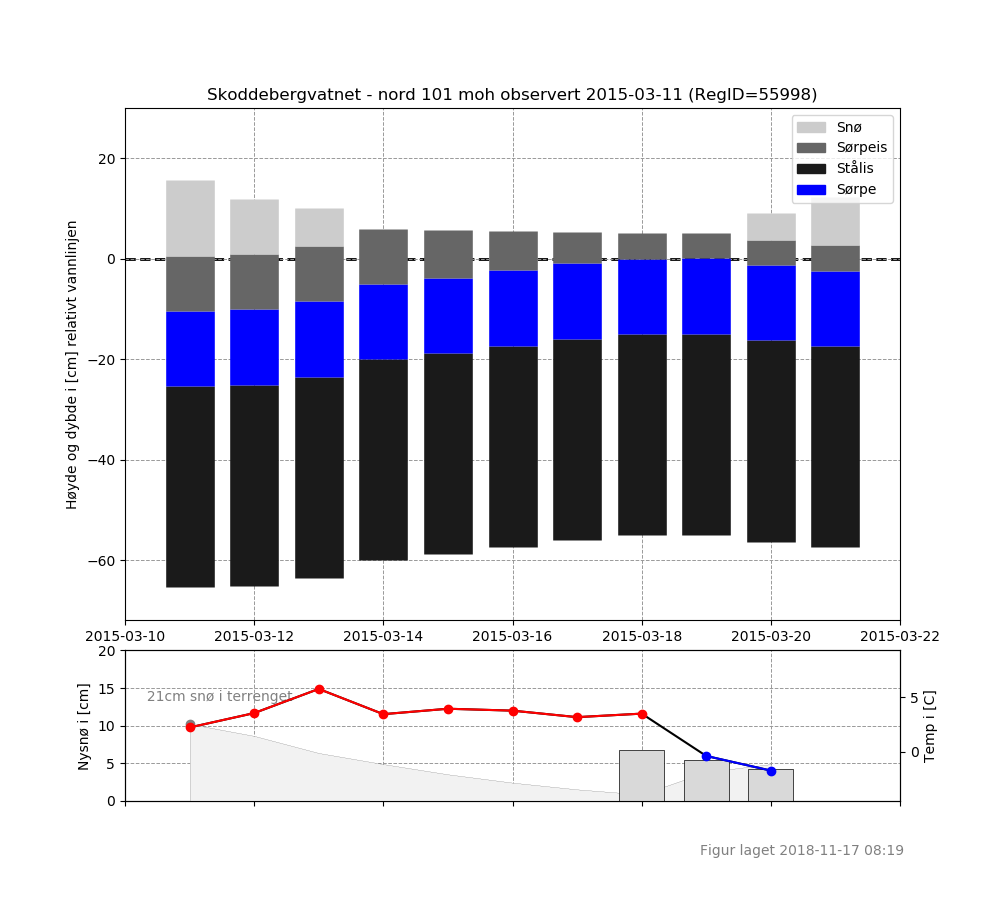 Skoddebergvatnet - nord 101 moh observert 2015-03-11 (RegID=55998)
Snø
Sørpeis
Stålis
Sørpe
Høyde og dybde i [cm] relativt vannlinjen
20
0
−20
−40
−60
2015-03-10 2015-03-12 2015-03-14 2015-03-16 2015-03-18 2015-03-20 2015-03-22
Nysnø i [cm]
20
15
10
5
0
21cm snø i terrenget
5
0
Temp i [C]
Figur laget 2018-11-17 08:19